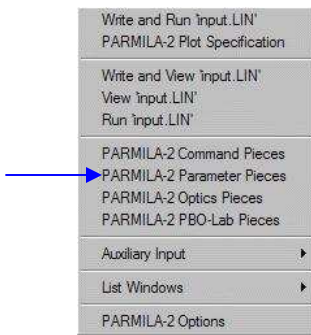 Write and Run 'input.LIN'
PARMILA-2 Plot Specification
Write and View 'input.LIN'
View 'input.LIN'
Run 'input.LIN'
PARMILA-2 Command Pieces
PARMILA-2 Parameter Pieces
PARMILA-2 Optics Pieces
PARMILA-2 PBO-Lab Pieces
Auxiliary Input
List Windows
PARMILA-2 Options